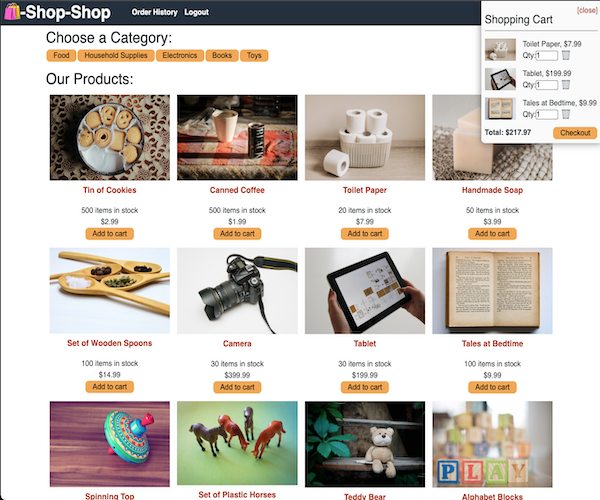 -Shop-Shop
Order History Logout
[close]
Shopping Cart
Toilet Paper, $7.99
Qty:1
Tablet, $199.99
Qty:1
Tales at Bedtime, $9.99
Qty:1
Total: $217.97 Checkout
Choose a Category:
Food Household Supplies Electronics Books Toys
Our Products:
Tin of Cookies
500 items in stock
$2.99
Add to cart
Canned Coffee
500 items in stock
$1.99
Add to cart
Toilet Paper
20 items in stock
$7.99
Add to cart
Handmade Soap
50 items in stock
$3.99
Add to cart
Set of Wooden Spoons
100 items in stock
$14.99
Add to cart
Camera
30 items in stock
$399.99
Add to cart
Tablet
30 items in stock
$199.99
Add to cart
Tales at Bedtime
100 items in stock
$9.99
Add to cart
Spinning Top
Set of Plastic Horses
Teddy Bear
PLAY
Alphabet Blocks